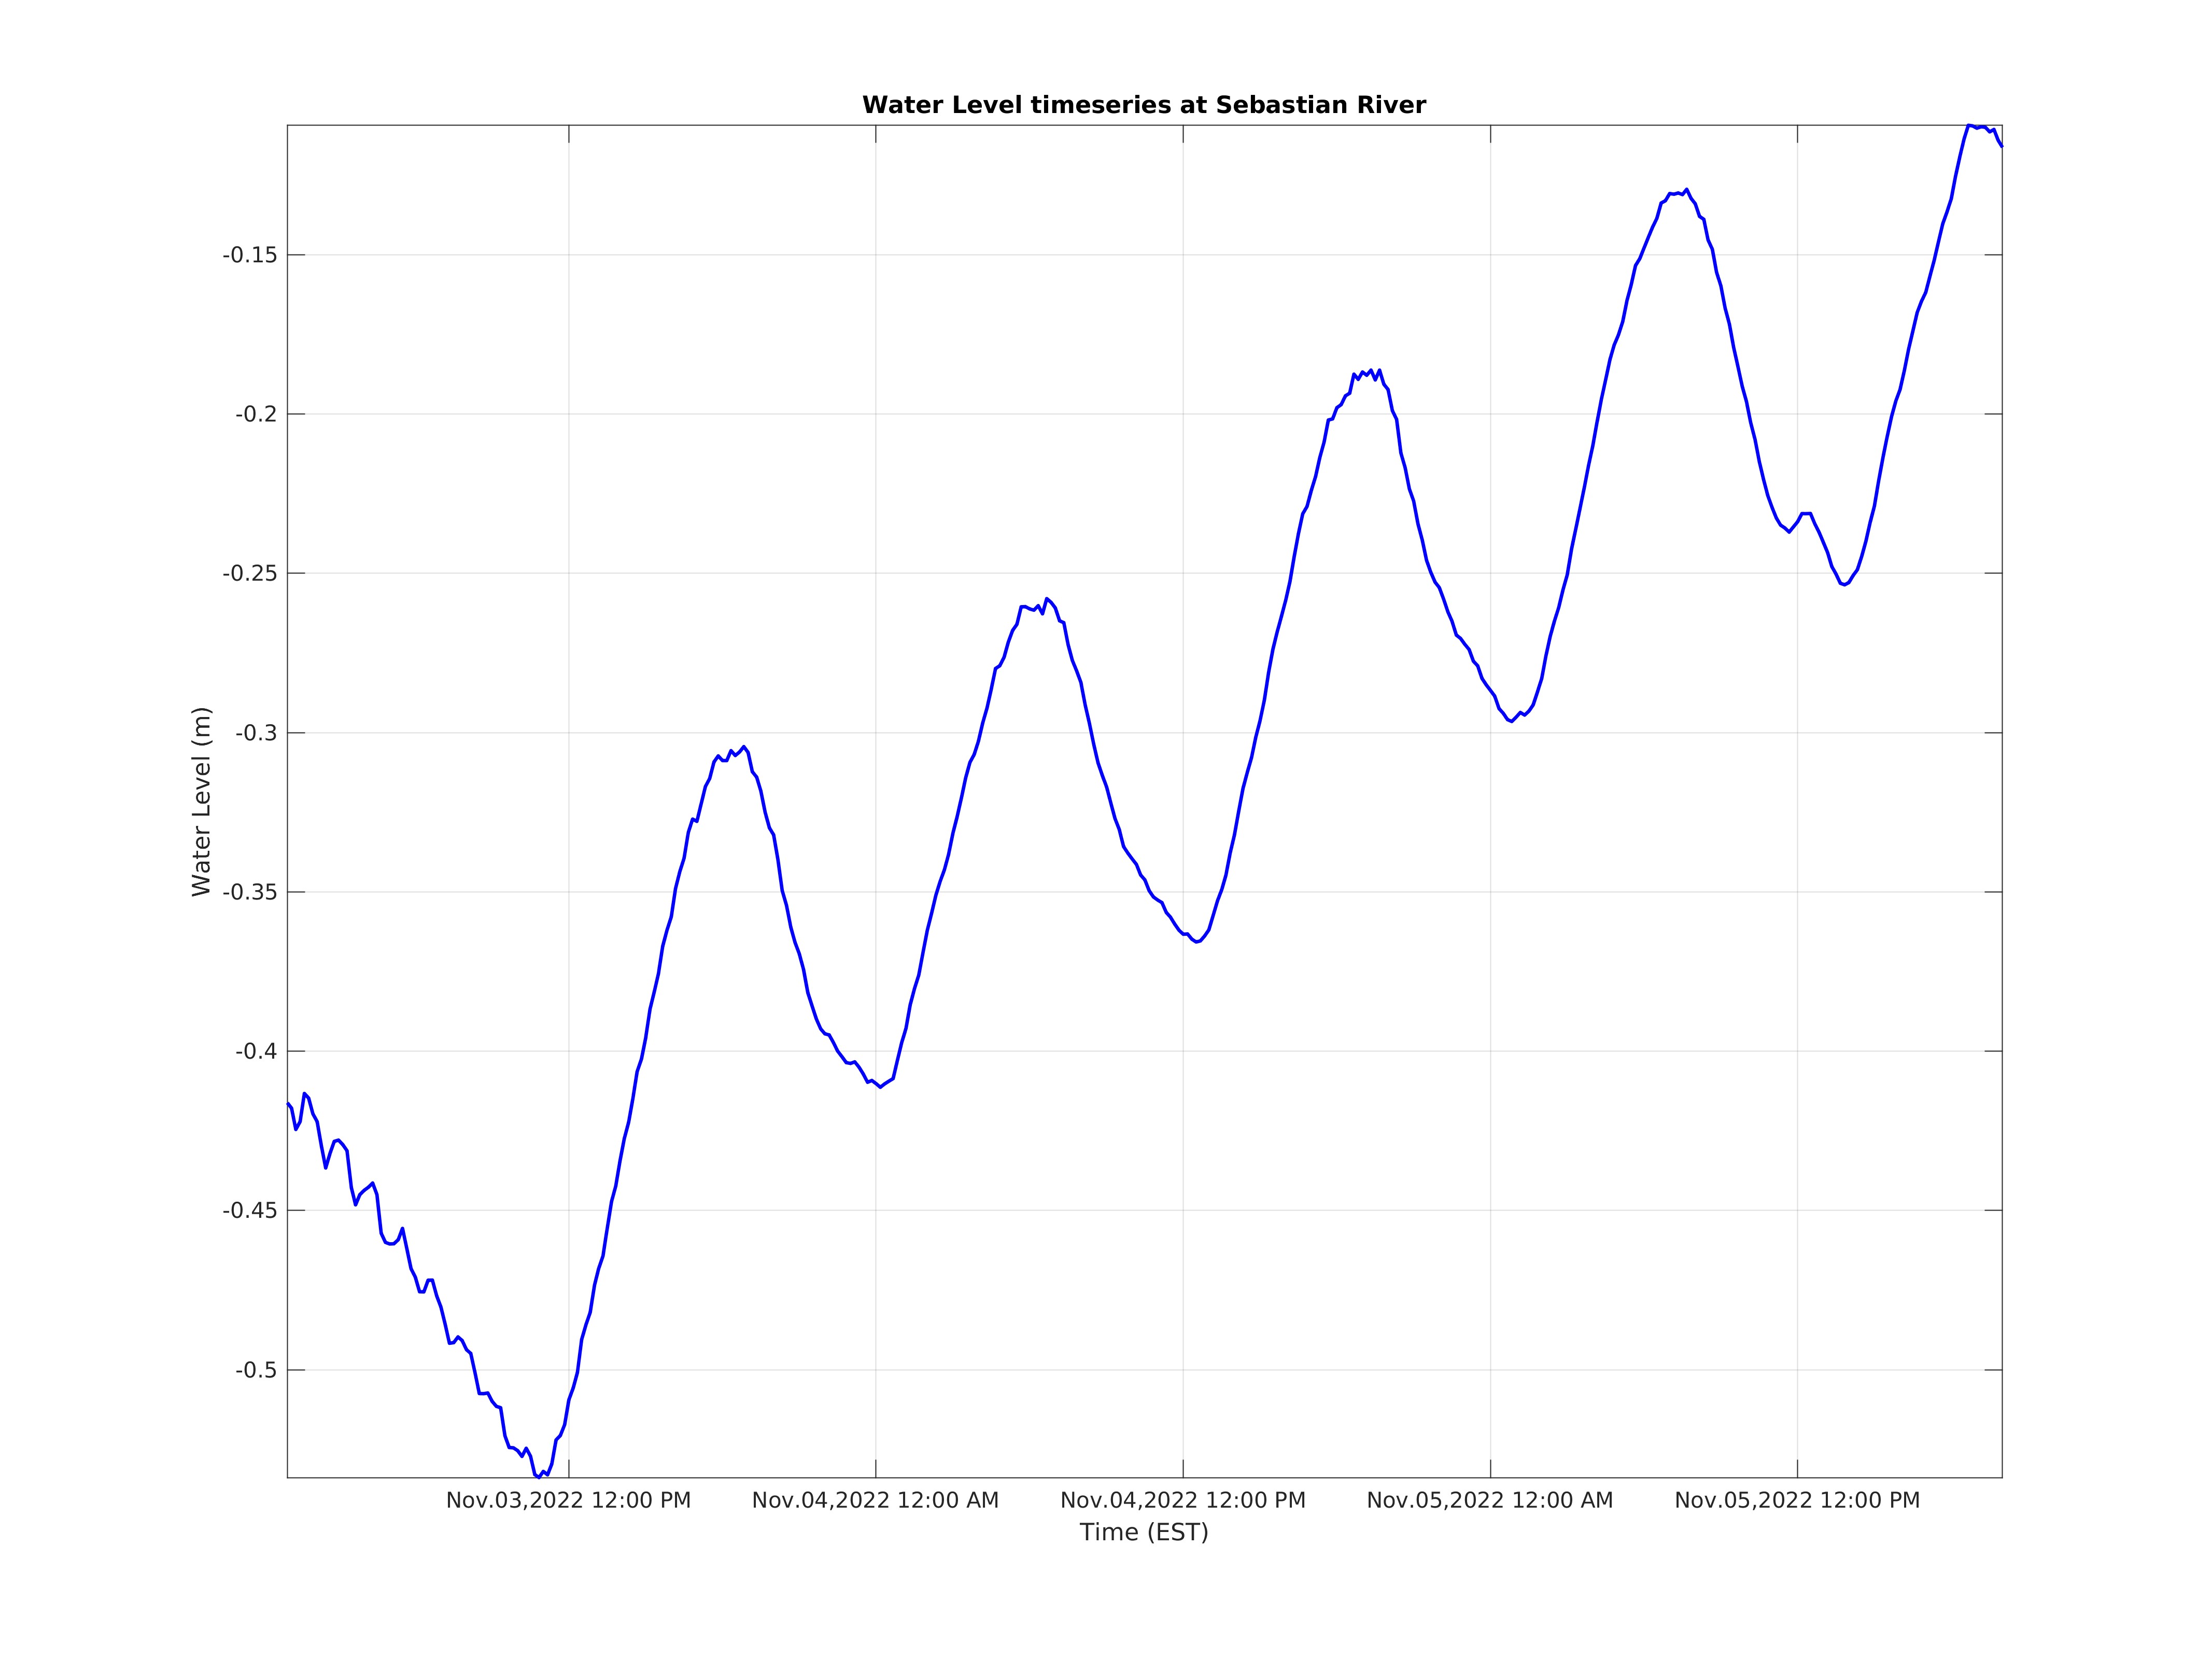 Water Level timeseries at Sebastian River
-0.15
-0.2
-0.25
-0.3
-0.35
-0.4
-0.45
-0.5
Water Level (m)
Nov.03,2022 12:00 PM Nov.04,2022 12:00 AM Nov.04,2022 12:00 PM Nov.05,2022 12:00 AM Nov.05,2022 12:00 PM
Time (EST)